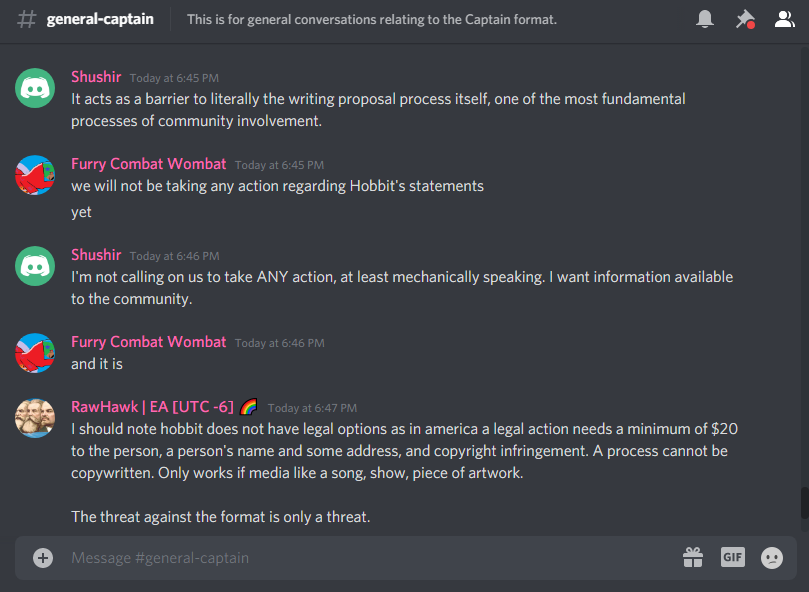 # general-captain This is for general conversations relating to the Captain format.
Shushir Today at 6:45 PM
It acts as a barrier to literally the writing proposal process itself, one of the most fundamental
processes of community involvement.
Furry Combat Wombat Today at 6:45 PM
we will not be taking any action regarding Hobbit's statements
yet
Shushir Today at 6:46 PM
I'm not calling on us to take ANY action, at least mechanically speaking. I want information available
to the community.
Furry Combat Wombat Today at 6:46 PM
and it is
RawHawk | EA [UTC -6] 🌈 Today at 6:47 PM
I should note hobbit does not have legal options as in america a legal action needs a minimum of $20
to the person, a person's name and some address, and copyright infringement. A process cannot be
copywritten. Only works if media like a song, show, piece of artwork.
The threat against the format is only a threat.
Message #general-captain GIF